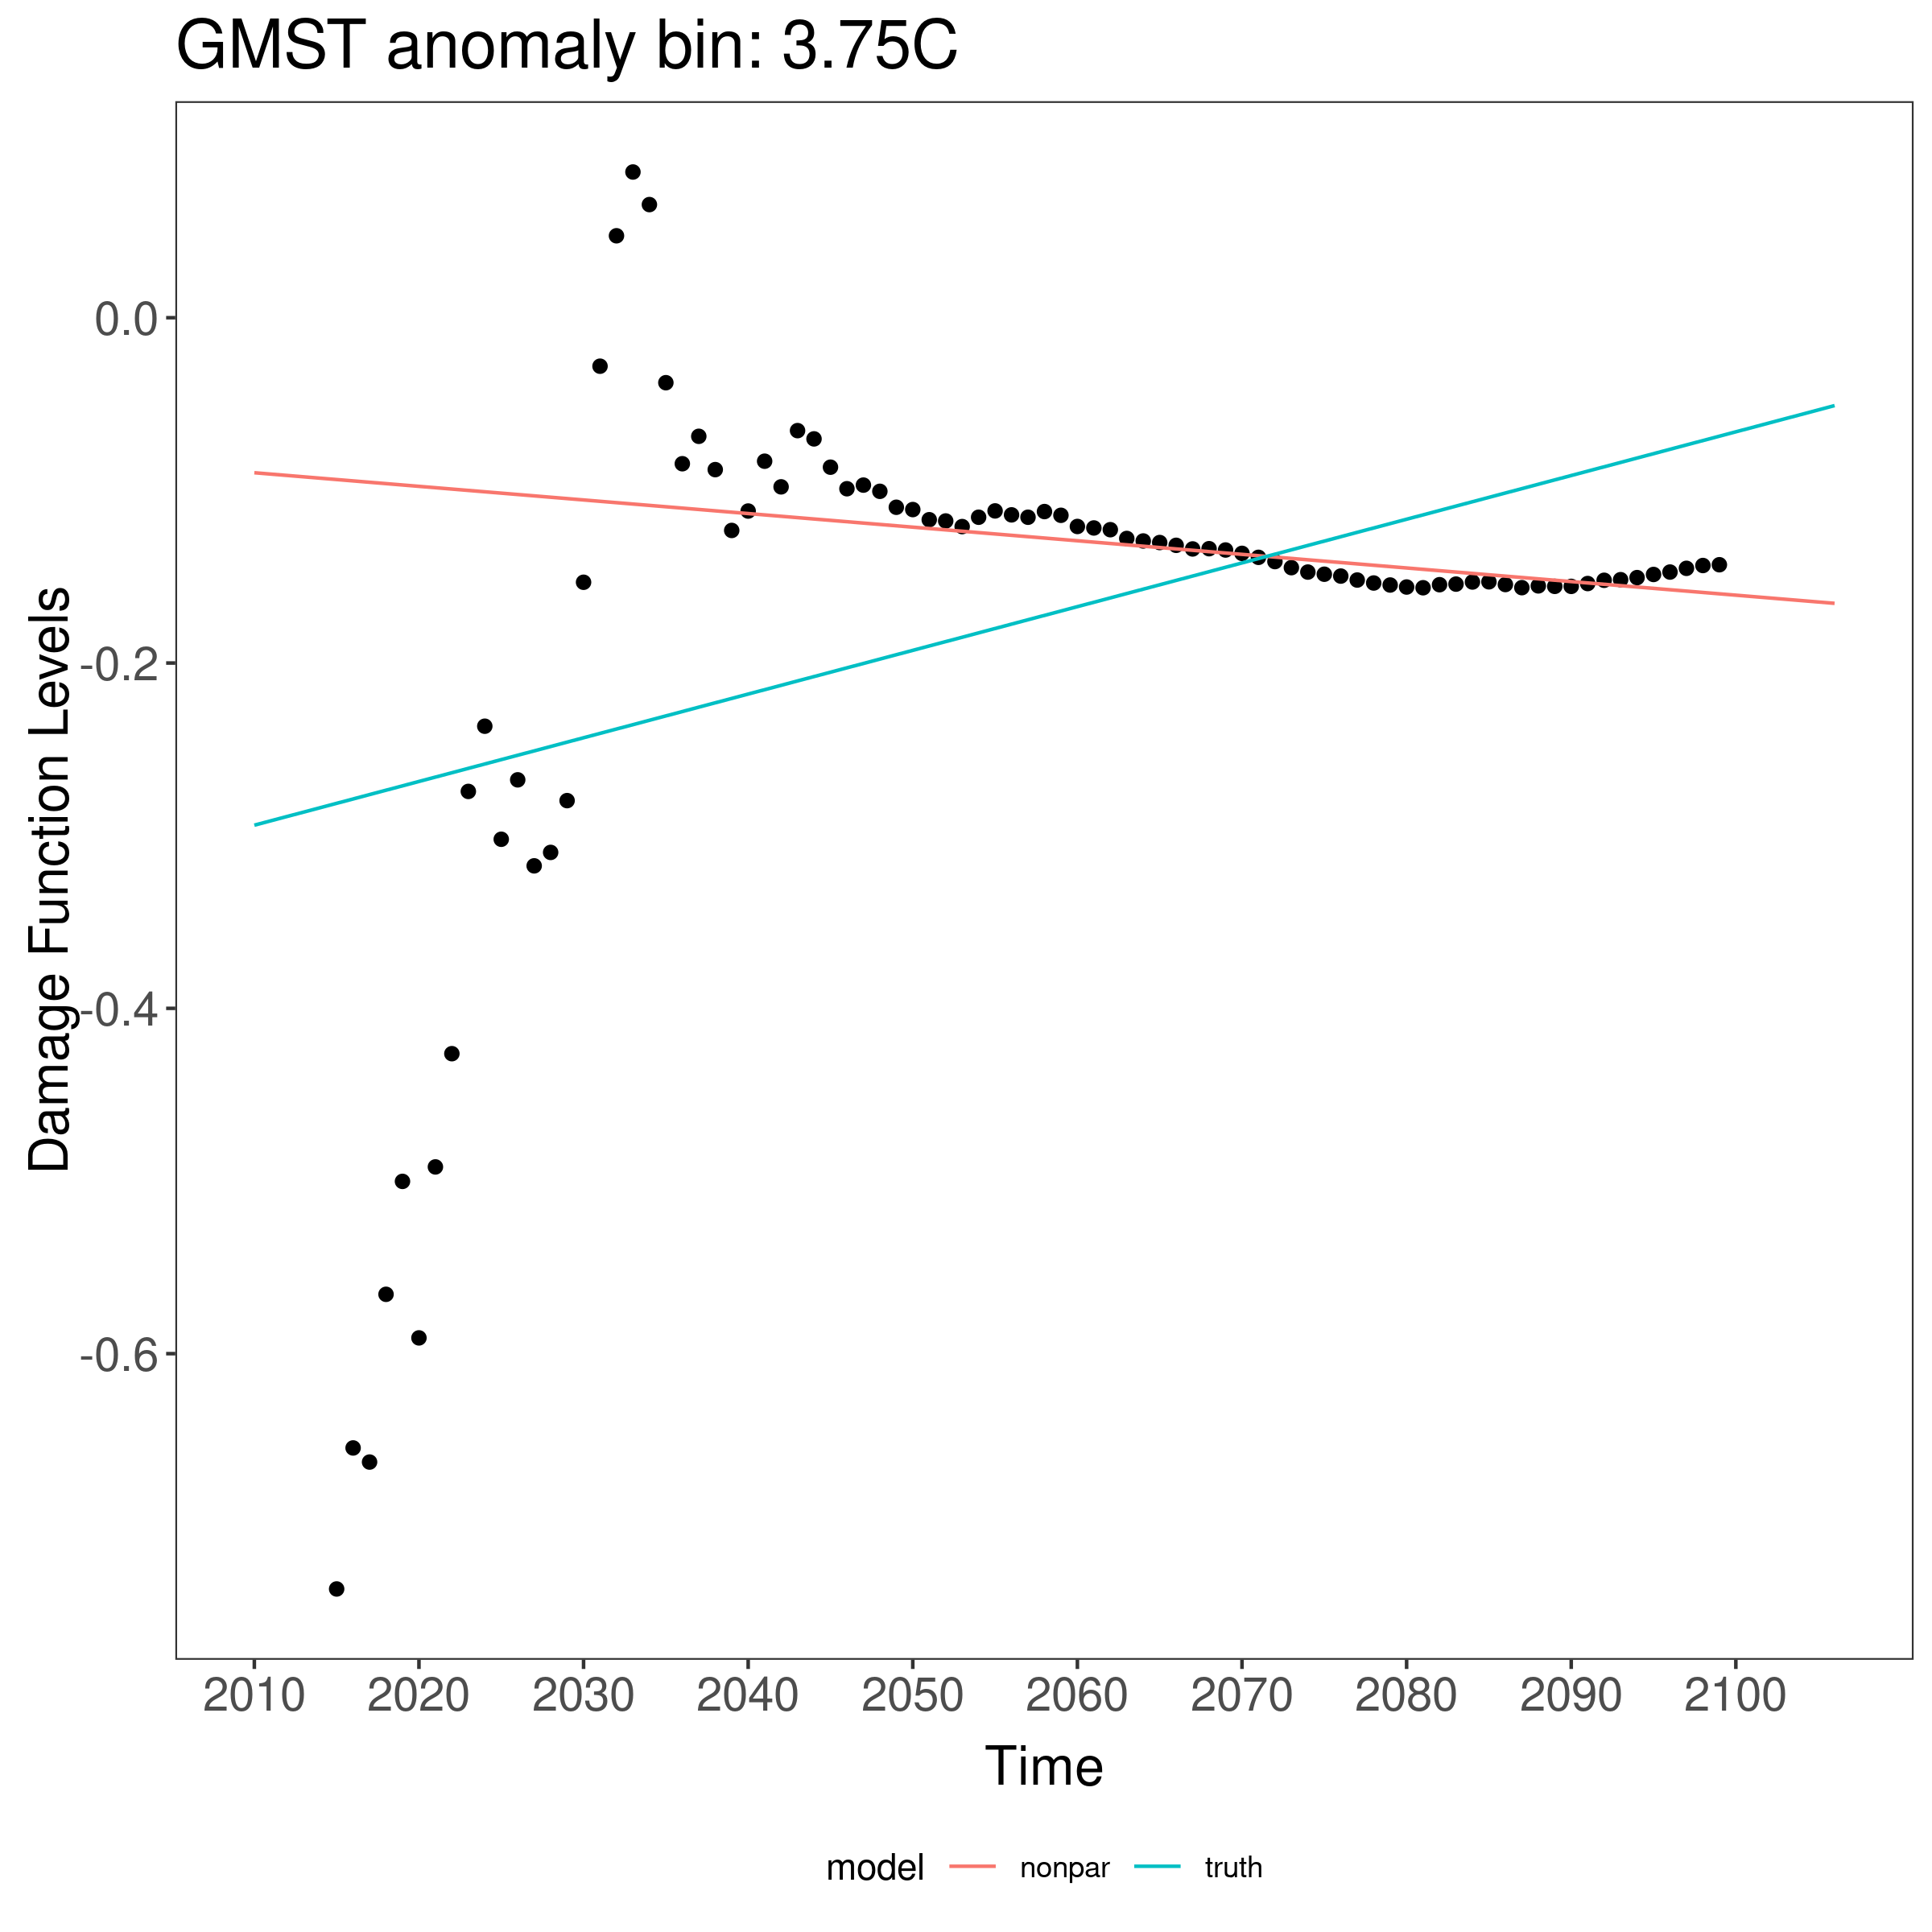 GMST anomaly bin: 3.75C
Damage Function Levels
0.0
-0.2
-0.4
-0.6
2010 2020 2030 2040 2050 2060 2070 2080 2090 2100
Time
model nonpar truth